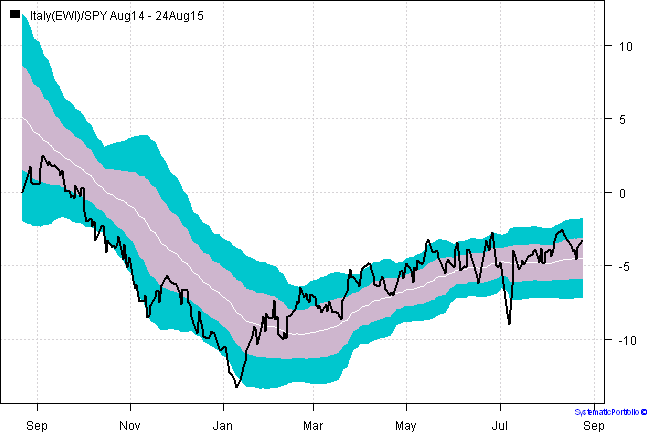 Italy(EWI)/SPY Aug14 - 24Aug15
10
5
0
-5
-10
Sep Nov Jan Mar May Jul Sep
SystematicPortfolio ©